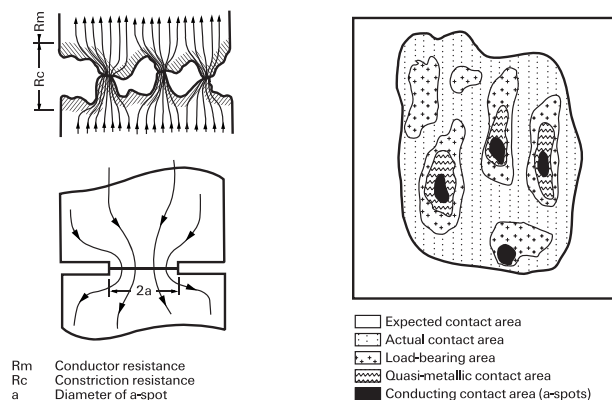 Rm
Rc
2a
Rm Conductor resistance
Rc Constriction resistance
a Diameter of a-spot
Expected contact area
Actual contact area
Load-bearing area
Quasi-metallic contact area
Conducting contact area (a-spots)